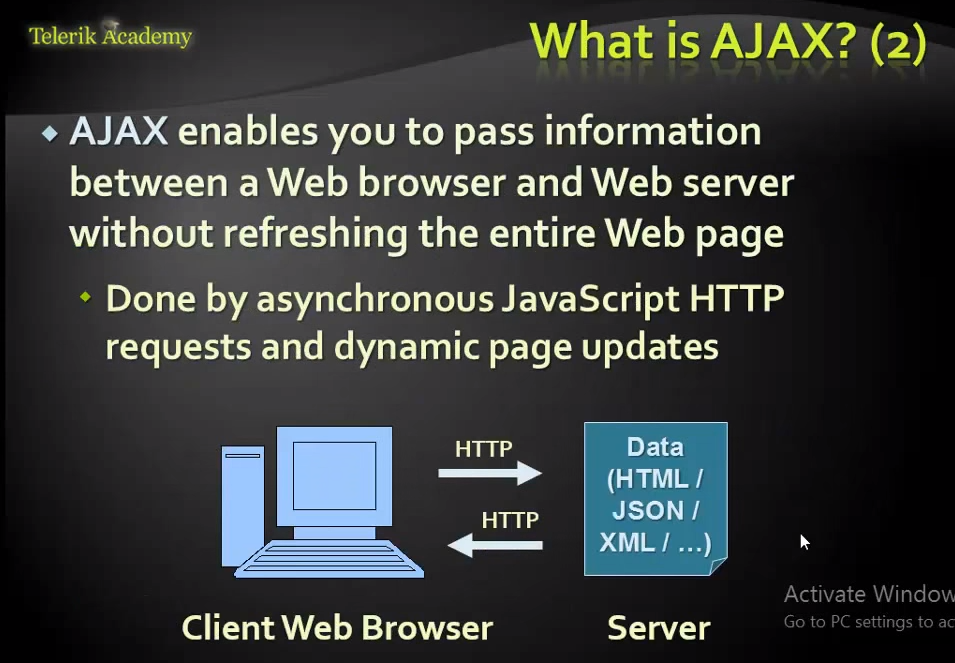 Telerik Academy
What is AJAX? (2)
AJAX enables you to pass information
between a Web browser and Web server
without refreshing the entire Web page
Done by asynchronous JavaScript HTTP
requests and dynamic page updates
HTTP
HTTP
Data
(HTML /
JSON /
XML / ...)
Client Web Browser
Server
Activate Window
Go to PC settings to ac